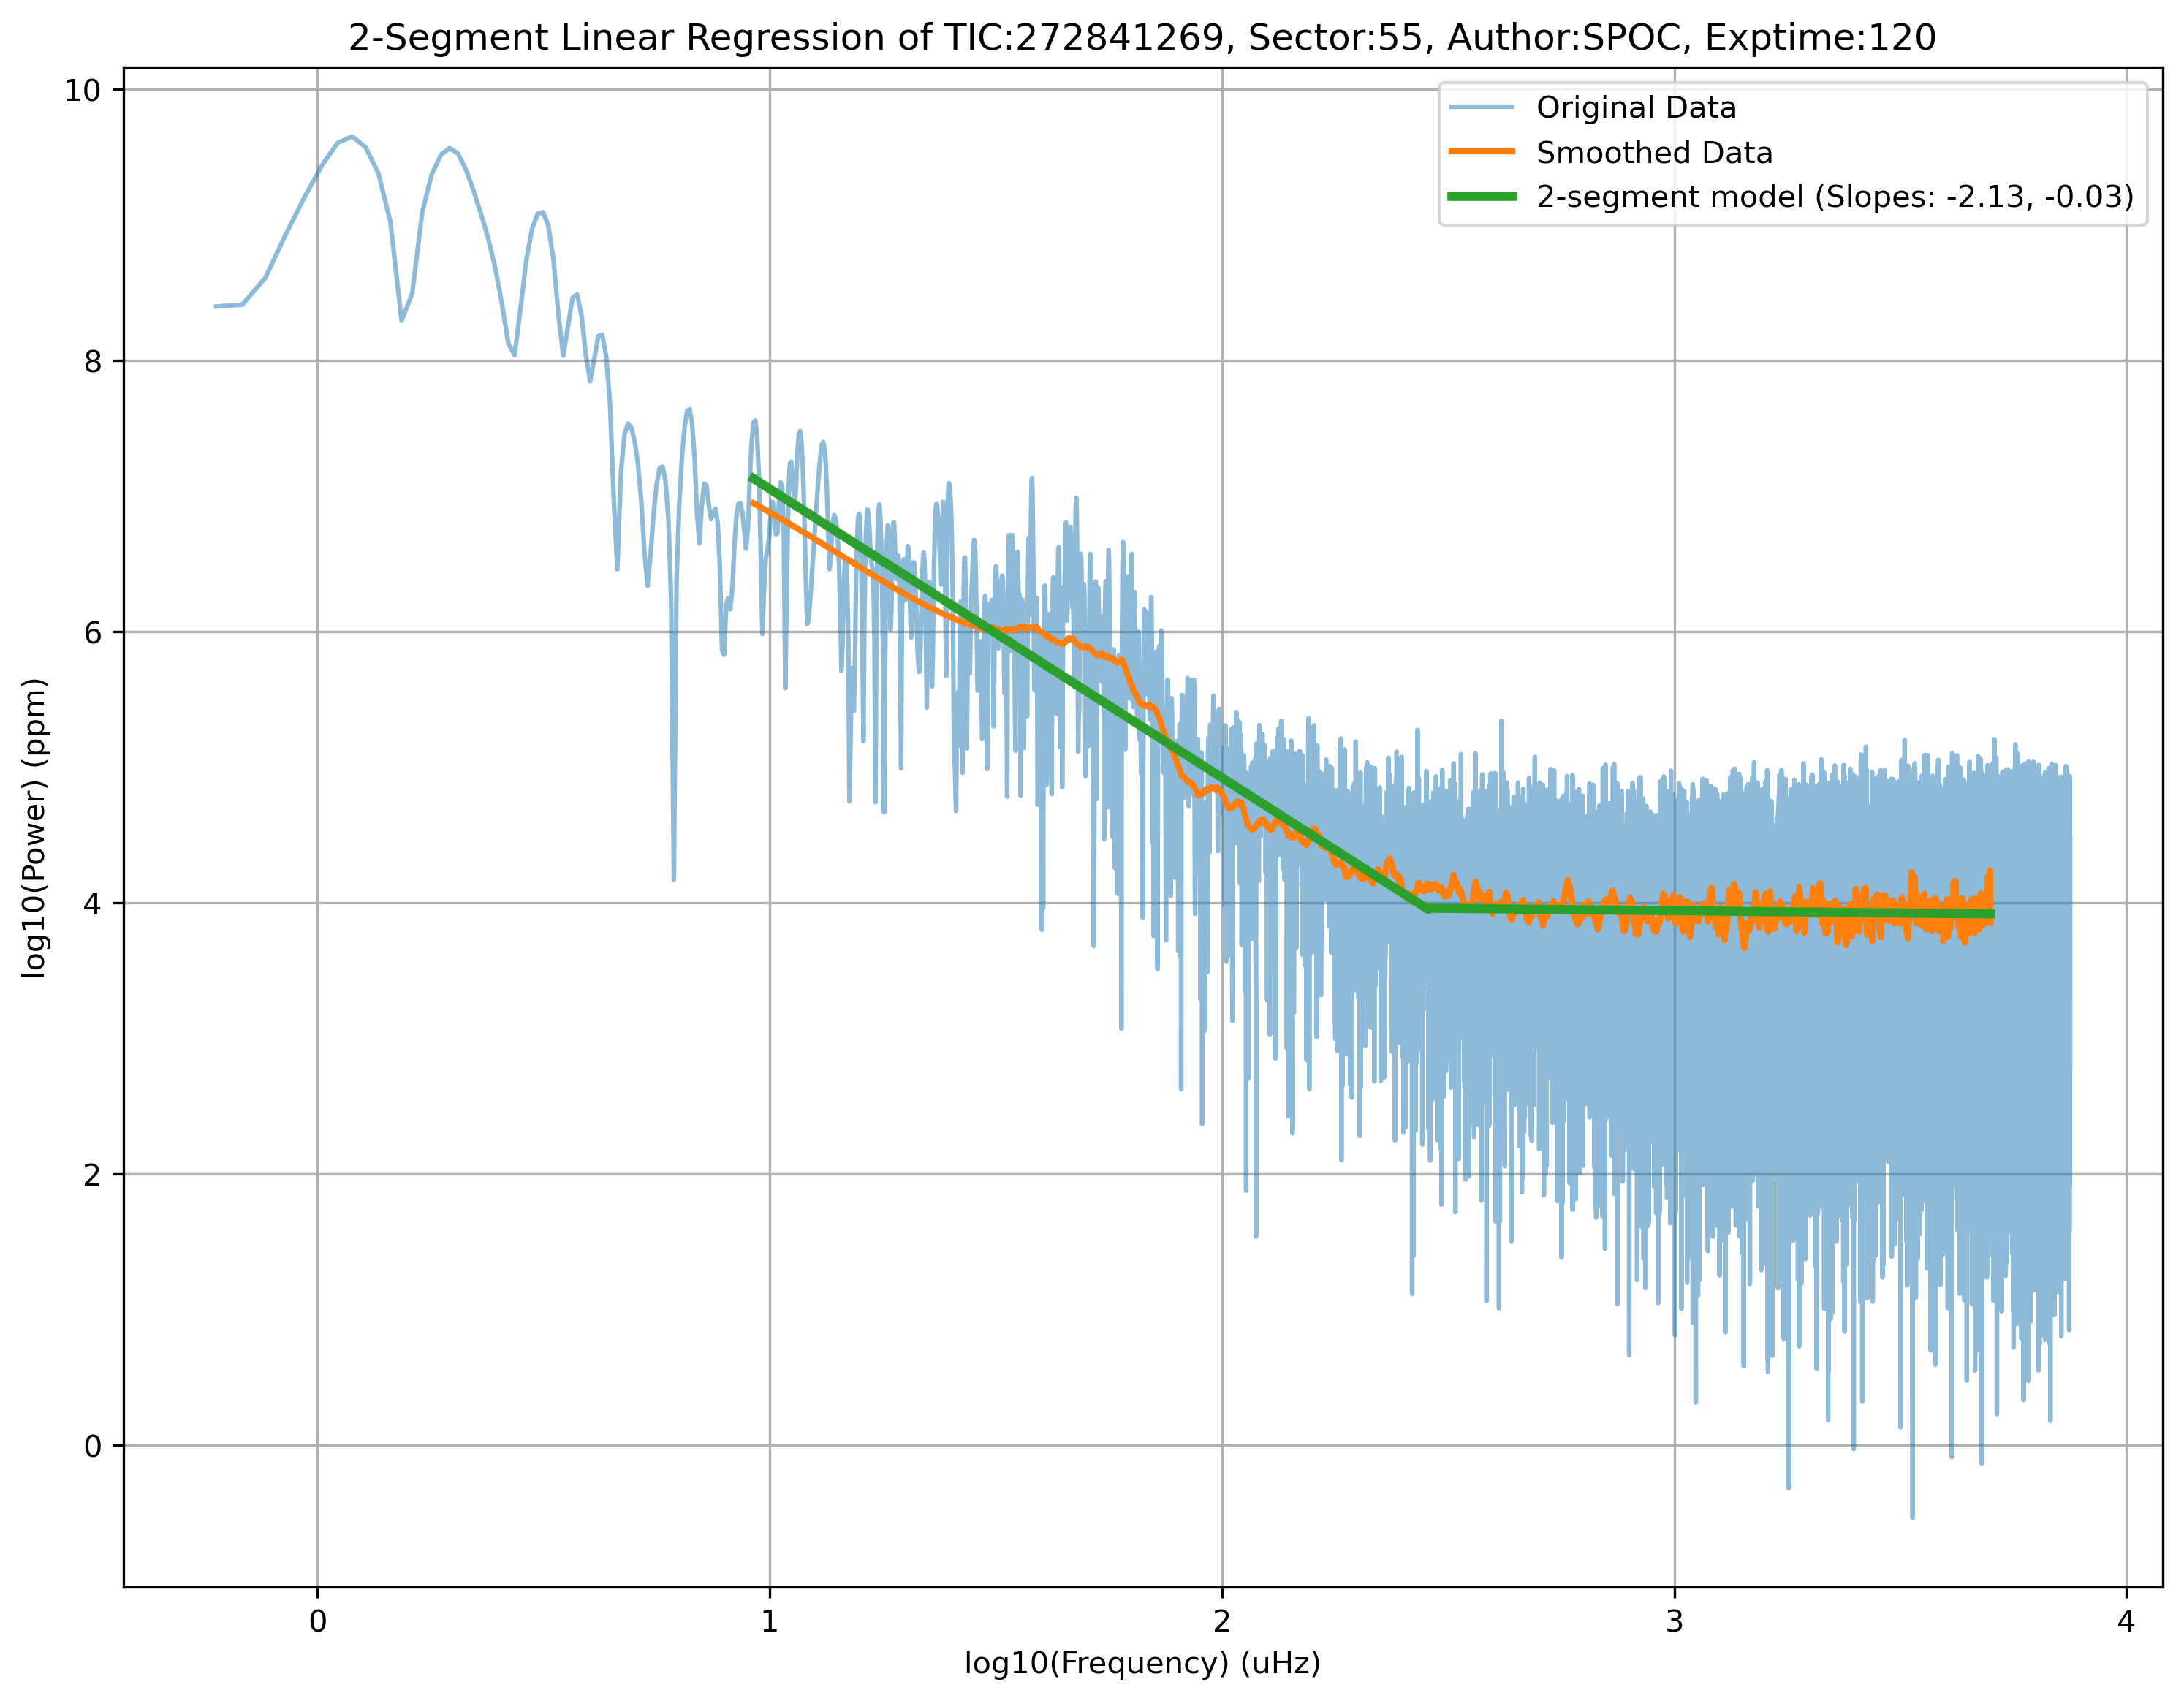 2-Segment Linear Regression of TIC:272841269, Sector:55, Author:SPOC, Exptime:120
Original Data
Smoothed Data
2-segment model (Slopes: -2.13, -0.03)
log10(Power) (ppm)
10
8
6
4
2
0
0 1 2 3 4
log10(Frequency) (uHz)